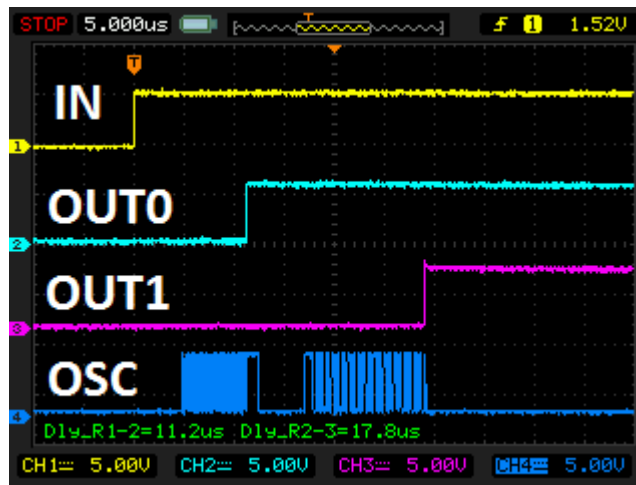 STOP 5.000us T f 1 1.52V
T
IN
1
OUT0
2
OUT1
3
OSC
4
Dly_R1-2=11.2us Dly_R2-3=17.8us
CH1 5.00V CH2 5.00V CH3 5.00V CH4 5.00V